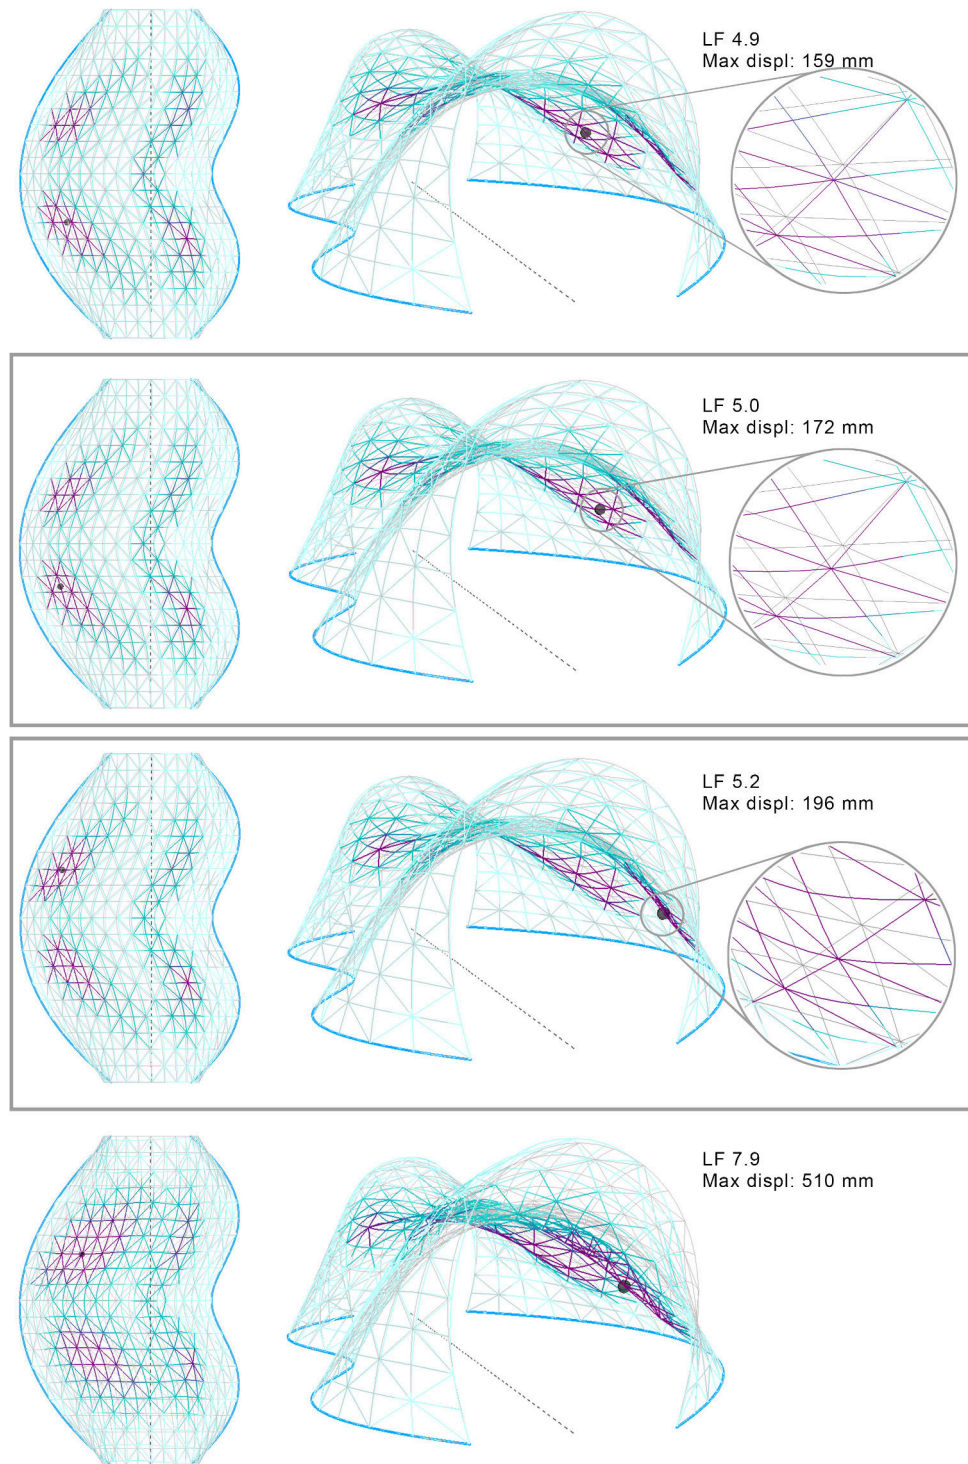 LF 4.9
Max displ: 159 mm
LF 5.0
Max displ: 172 mm
LF 5.2
Max displ: 196 mm
LF 7.9
Max displ: 510 mm